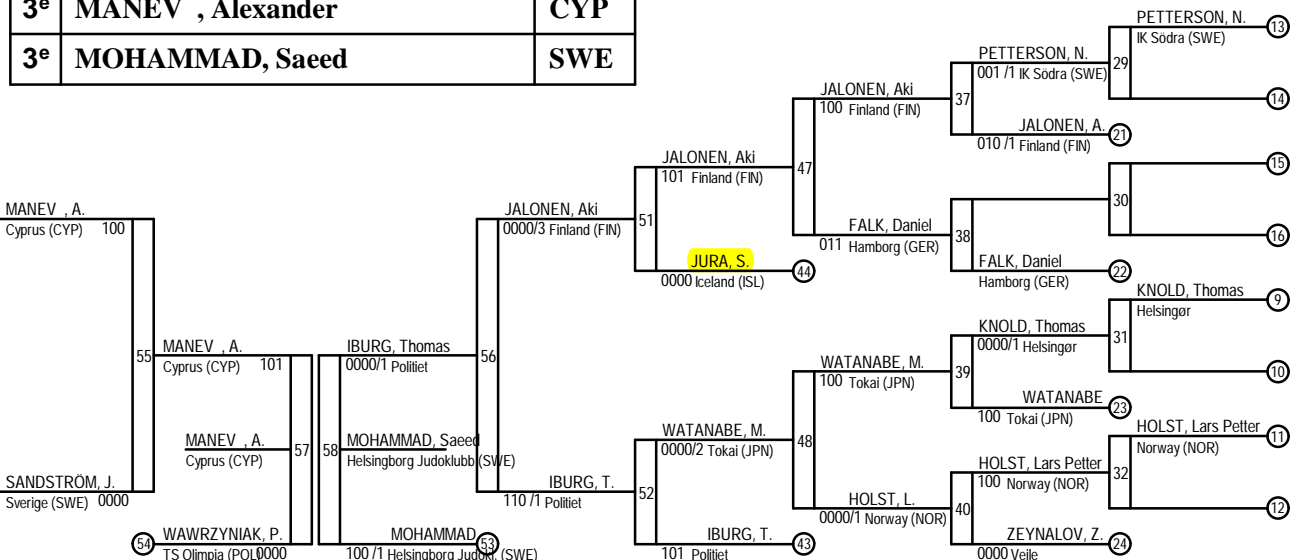 3e MANEV , Alexander CYP
3e MOHAMMAD, Saeed SWE
PETTERSON, N.
13
IK Södra (SWE)
29
14
PETTERSON, N.
001 /1 IK Södra (SWE)
37
JALONEN, A.
21
010 /1 Finland (FIN)
JALONEN, Aki
100 Finland (FIN)
47
15
30
16
FALK, Daniel
011 Hamborg (GER)
38
FALK, Daniel
22
Hamborg (GER)
JALONEN, Aki
101 Finland (FIN)
51
JURA, S.
44
0000 Iceland (ISL)
JALONEN, Aki
0000/3 Finland (FIN)
56
KNOLD, Thomas
9
Helsingør
31
10
KNOLD, Thomas
0000/1 Helsingør
39
WATANABE
23
100 Tokai (JPN)
WATANABE, M.
100 Tokai (JPN)
48
HOLST, Lars Petter
11
Norway (NOR)
32
12
HOLST, Lars Petter
100 Norway (NOR)
40
ZEYNALOV, Z.
24
0000 Vejle
HOLST, L.
0000/1 Norway (NOR)
WATANABE, M.
0000/2 Tokai (JPN)
52
IBURG, T.
43
101 Politiet
IBURG, T.
110 /1 Politiet
IBURG, Thomas
0000/1 Politiet
58
MOHAMMAD, Saeed
Helsingborg Judoklubb (SWE)
MOHAMMAD
53
100 /1 Helsingborg Judokl. (SWE)
MANEV , A.
Cyprus (CYP) 100
55
SANDSTRÖM, J.
Sverige (SWE) 0000
MANEV , A.
Cyprus (CYP) 101
57
MANEV , A.
Cyprus (CYP)
54
WAWRZYNIAK, P.
TS Olimpia (POL) 0000